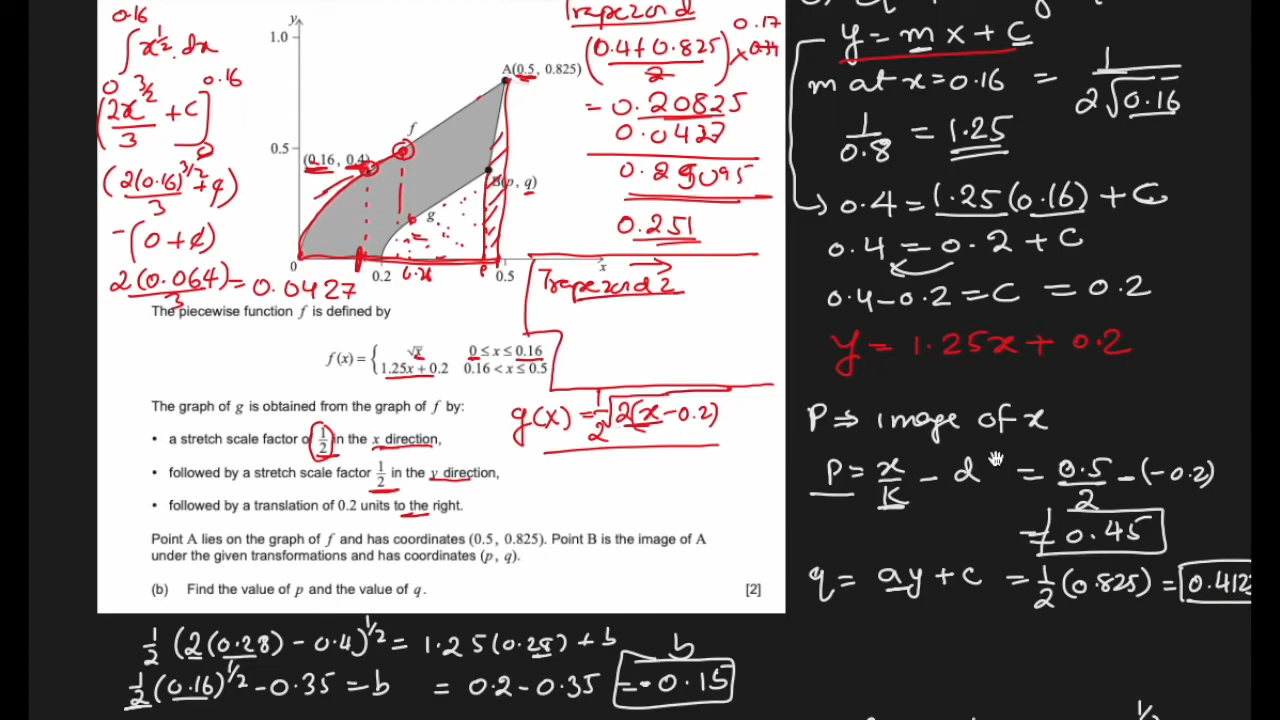 Trapezoid
0.16
∫ x^½ . dx
0
[2x^3/2 / 3 + C] 0.16 0
(2(0.16)^3/2 / 3 + C)
- (0 + C)
2(0.064) / 3 = 0.0427
y
1.0
0.5
0
0.2
0.28
P
0.5
x
A(0.5, 0.825)
f
(0.16, 0.4)
B(p, q)
g
(0.4 + 0.825 / 2) × 0.17
= 0.20825
0.0427
0.25095
0.251
Trapezoid 2
The piecewise function f is defined by
f(x) = { √x 0 ≤ x ≤ 0.16
1.25x + 0.2 0.16 < x ≤ 0.5
The graph of g is obtained from the graph of f by:
g(x) = 1/2 √2(x - 0.2)
• a stretch scale factor of 1/2 in the x direction,
• followed by a stretch scale factor 1/2 in the y direction,
• followed by a translation of 0.2 units to the right.
Point A lies on the graph of f and has coordinates (0.5, 0.825). Point B is the image of A
under the given transformations and has coordinates (p, q).
(b) Find the value of p and the value of q. [2]
1/2 (2(0.28) - 0.4)^1/2 = 1.25(0.28) + b
1/2 (0.16)^1/2 - 0.35 = b = 0.2 - 0.35 = -0.15
b
y = m x + C
m at x = 0.16 = 1 / 2√0.16
1 / 0.8 = 1.25
0.4 = 1.25(0.16) + C
0.4 = 0.2 + C
0.4 - 0.2 = C = 0.2
y = 1.25x + 0.2
P ⇒ image of x
P = x / k - d = 0.5 / 2 - (-0.2)
= 0.45
q = ay + c = 1/2 (0.825) = 0.412